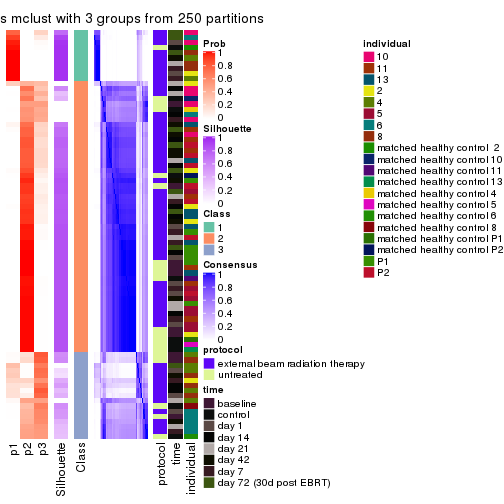 s mclust with 3 groups from 250 partitions
Prob
1
0.8
0.6
0.4
0.2
0
Silhouette
1
0.8
0.6
0.4
0.2
0
Class
1
2
3
Consensus
1
0.8
0.6
0.4
0.2
0
protocol
external beam radiation therapy
untreated
time
baseline
control
day 1
day 14
day 21
day 42
day 7
day 72 (30d post EBRT)
individual
10
11
13
2
4
5
6
8
matched healthy control 2
matched healthy control 10
matched healthy control 11
matched healthy control 13
matched healthy control 4
matched healthy control 5
matched healthy control 6
matched healthy control 8
matched healthy control P1
matched healthy control P2
P1
P2
p1
p2
p3
Silhouette
Class
protocol
time
individual